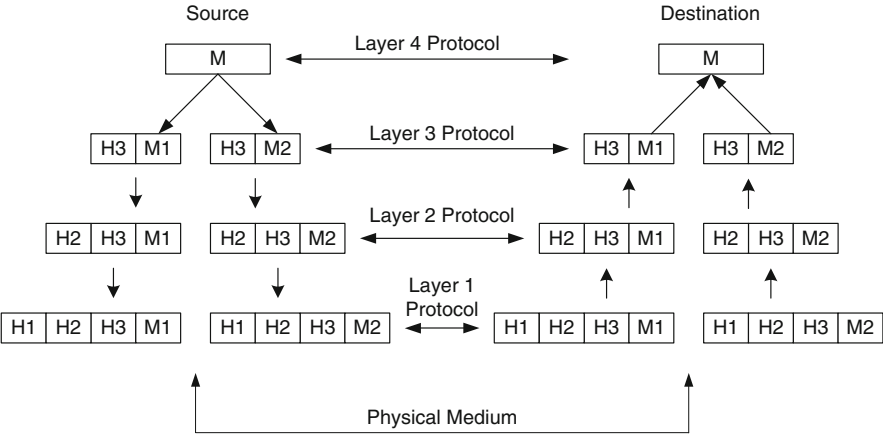 Source Destination
M Layer 4 Protocol M
H3 M1 H3 M2 Layer 3 Protocol H3 M1 H3 M2
H2 H3 M1 H2 H3 M2 Layer 2 Protocol H2 H3 M1 H2 H3 M2
Layer 1
Protocol
H1 H2 H3 M1 H1 H2 H3 M2 H1 H2 H3 M1 H1 H2 H3 M2
Physical Medium